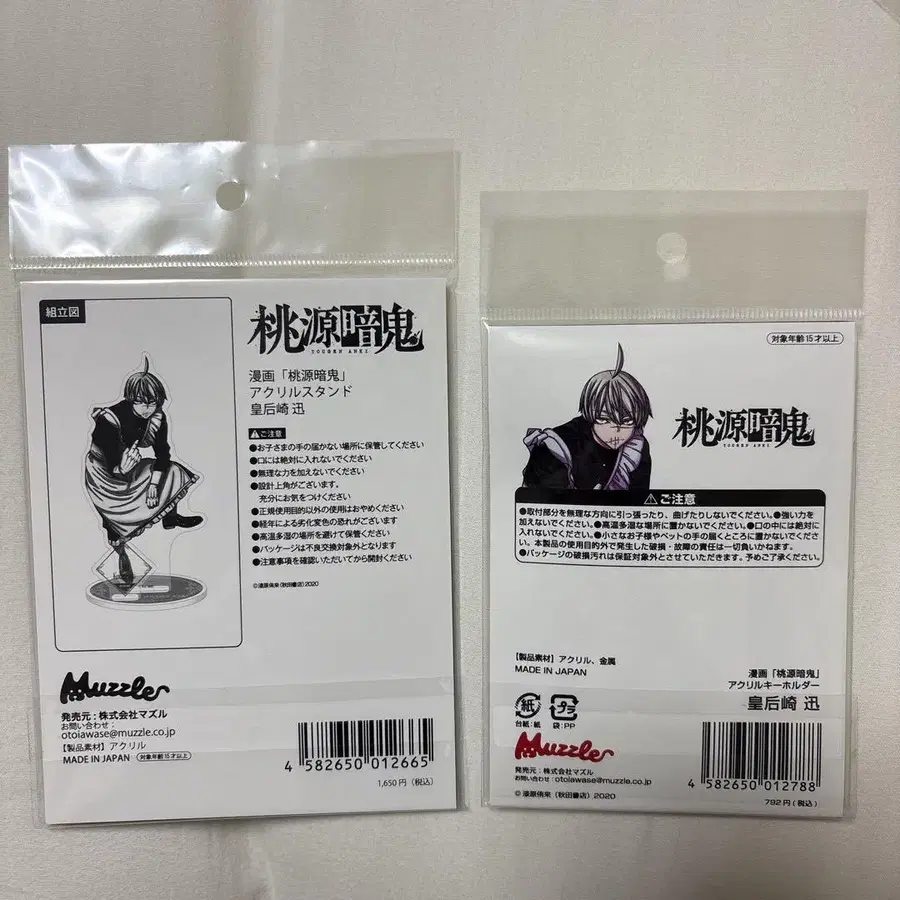 組立図
桃源暗鬼
TOUGEN ANKI
漫画「桃源暗鬼」
アクリルスタンド
皇后崎 迅
⚠ご注意
●お子さまの手の届かない場所に保管してください
●口には絶対に入れないでください
●無理な力を加えないでください
●設計上角がございます。
充分にお気をつけください
●正規使用目的以外の使用はおやめください
●経年による劣化変色の恐れがございます
●高温多湿の場所を避けて保管ください
●パッケージは不良交換対象外となります
●注意事項を確認いただいてから開封ください
©漆原侑来(秋田書店)2020
Muzzle
発売元:株式会社マズル
お問い合わせ:
otoiawase@muzzle.co.jp
【製品素材】アクリル
MADE IN JAPAN 対象年齢15才以上
4 582650 012665
1,650円(税込)
対象年齢15才以上
桃源暗鬼
TOUGEN ANKI
⚠ご注意
●取付部分を無理な方向に引っ張ったり、曲げたりしないでください。●強い力を
加えないでください。●高温多湿な場所に置かないでください。●口の中には絶対に
入れないでください。●小さなお子様やペットの手の届くところに置かないでくださ
い。本製品の使用目的外で発生した破損・故障の責任は一切負いかねます。
●パッケージの破損汚れは保証対象外とさせていただきます。予めご了承ください。
【製品素材】アクリル、金属
MADE IN JAPAN
漫画「桃源暗鬼」
アクリルキーホルダー
皇后崎 迅
紙 プラ
台紙:紙 袋:PP
Muzzle
発売元:株式会社マズル
お問い合わせ:otoiawase@muzzle.co.jp
©漆原侑来(秋田書店)2020
4 582650 012788
792円(税込)